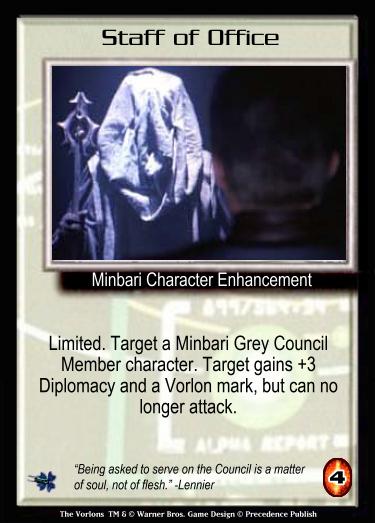 Staff of Office
Minbari Character Enhancement
Limited. Target a Minbari Grey Council
Member character. Target gains +3
Diplomacy and a Vorlon mark, but can no
longer attack.
ALPHA REPORT
"Being asked to serve on the Council is a matter
of soul, not of flesh." -Lennier
4
The Vorlons TM & © Warner Bros. Game Design © Precedence Publish